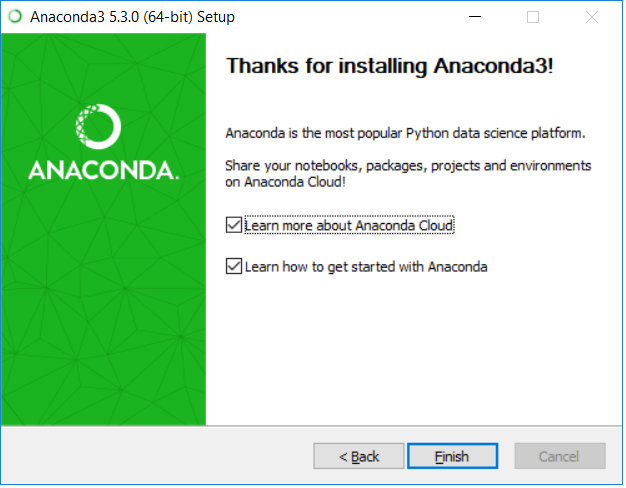 Anaconda3 5.3.0 (64-bit) Setup
Thanks for installing Anaconda3!
ANACONDA.
Anaconda is the most popular Python data science platform.
Share your notebooks, packages, projects and environments
on Anaconda Cloud!
Learn more about Anaconda Cloud
Learn how to get started with Anaconda
< Back
Finish
Cancel